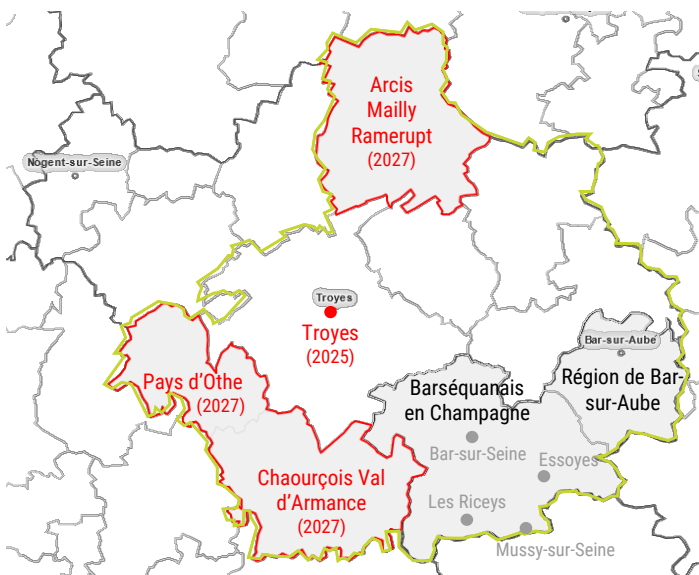 Arcis
Mailly
Ramerupt
(2027)
Nogent-sur-Seine
Troyes
Troyes
(2025)
Bar-sur-Aube
Pays d'Othe
(2027)
Barséquanais
en Champagne
Région de Bar-
sur-Aube
Bar-sur-Seine
Essoyes
Chaourçois Val
d'Armance
(2027)
Les Riceys
Mussy-sur-Seine